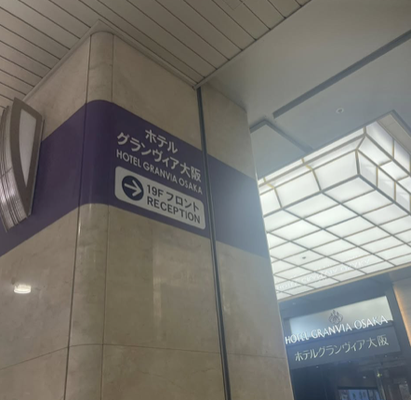 ホテル
グランヴィア大阪
HOTEL GRANVIA OSAKA
19F フロント
RECEPTION
HOTEL GRANVIA OSAKA
ホテルグランヴィア大阪